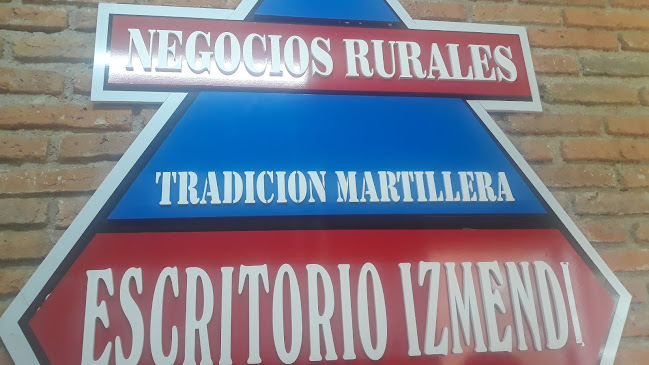 NEGOCIOS RURALES
TRADICION MARTILLERA
ESCRITORIO IZMENDI